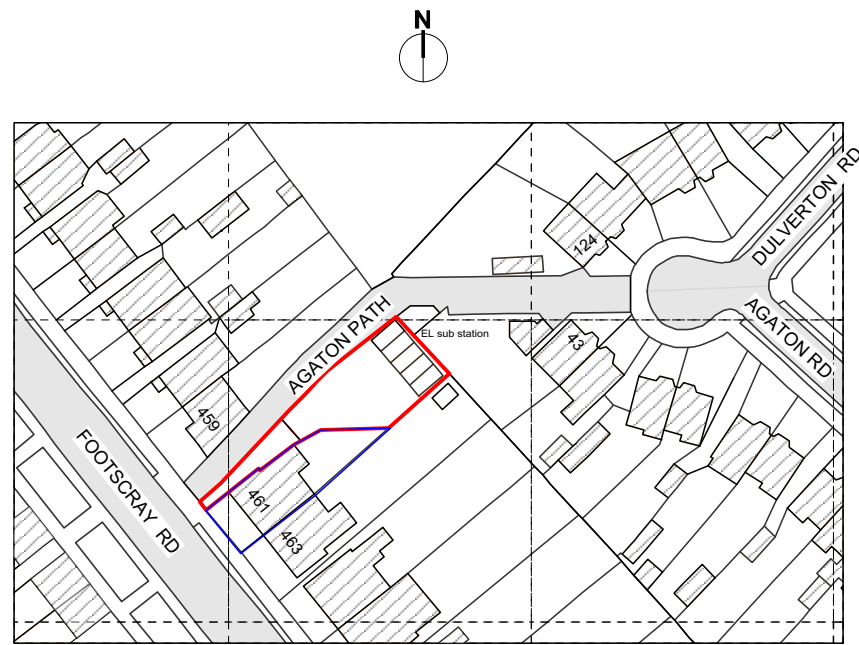 N
124
DULVERTON RD
AGATON PATH
EL sub station
AGATON RD
43
459
FOOTSCRAY RD
461
463